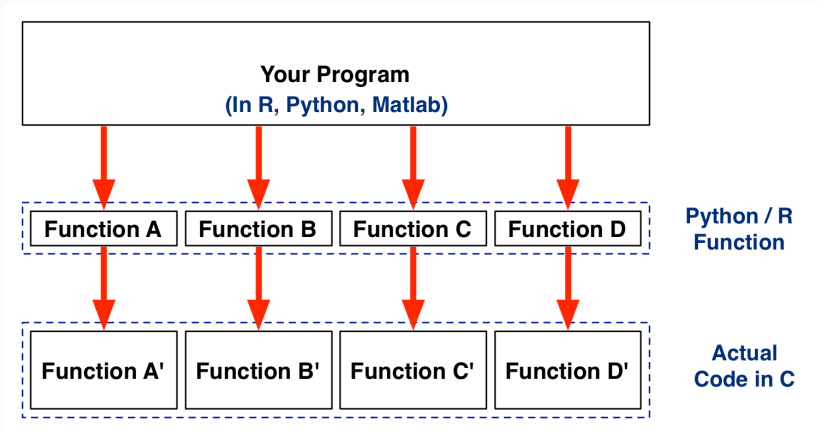 Your Program
(In R, Python, Matlab)
Function A
Function B
Function C
Function D
Python / R
Function
Function A'
Function B'
Function C'
Function D'
Actual
Code in C